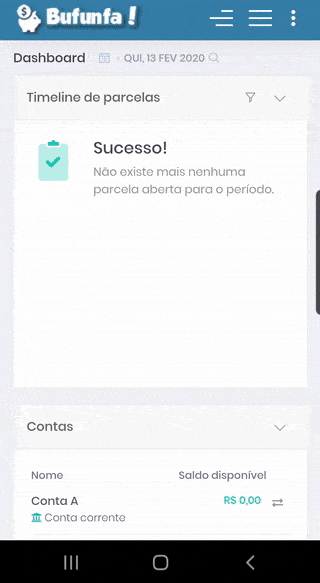 Bufunfa!
Dashboard QUI, 13 FEV 2020
Timeline de parcelas
Sucesso!
Não existe mais nenhuma
parcela aberta para o período.
Contas
Nome Saldo disponível
Conta A R$ 0,00
Conta corrente